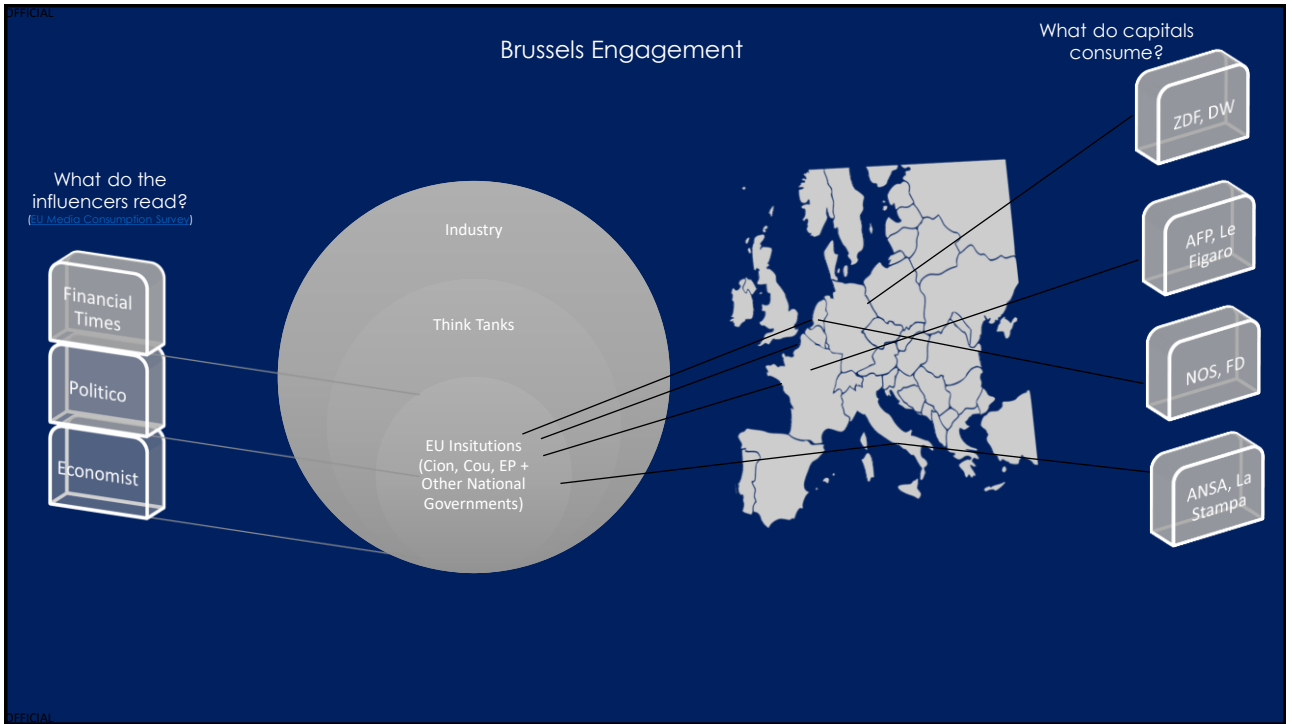 OFFICIAL
Brussels Engagement
What do capitals
consume?
ZDF, DW
What do the
influencers read?
(EU Media Consumption Survey)
Industry
AFP, Le
Figaro
Financial
Times
Think Tanks
NOS, FD
Politico
EU Insitutions
(Cion, Cou, EP +
Other National
Governments)
Economist
ANSA, La
Stampa
OFFICIAL